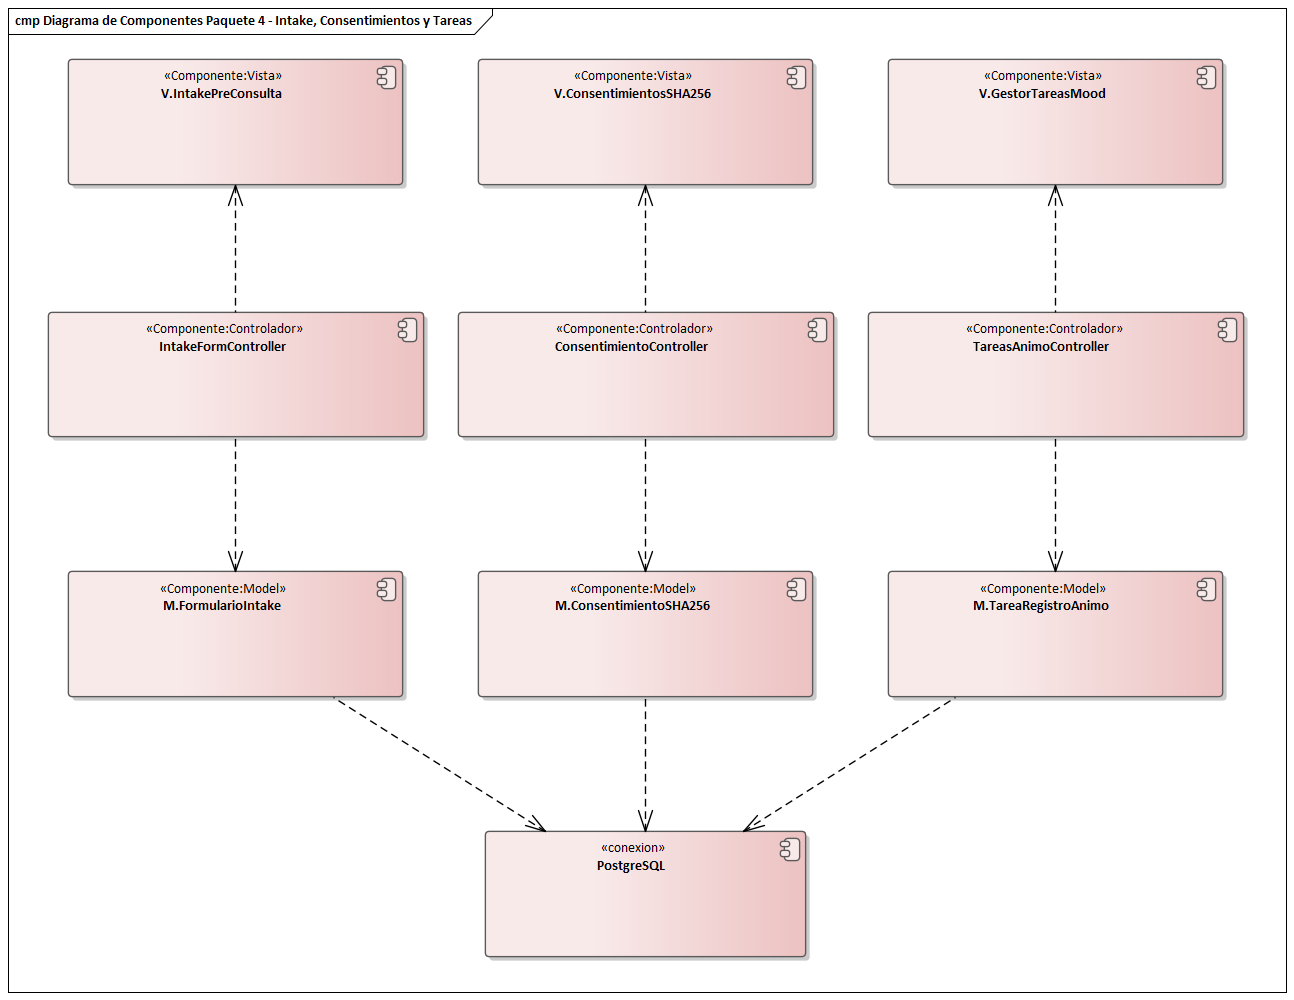 cmp Diagrama de Componentes Paquete 4 - Intake, Consentimientos y Tareas
«Componente:Vista»
V.IntakePreConsulta
«Componente:Vista»
V.ConsentimientosSHA256
«Componente:Vista»
V.GestorTareasMood
«Componente:Controlador»
IntakeFormController
«Componente:Controlador»
ConsentimientoController
«Componente:Controlador»
TareasAnimoController
«Componente:Model»
M.FormularioIntake
«Componente:Model»
M.ConsentimientoSHA256
«Componente:Model»
M.TareaRegistroAnimo
«conexion»
PostgreSQL